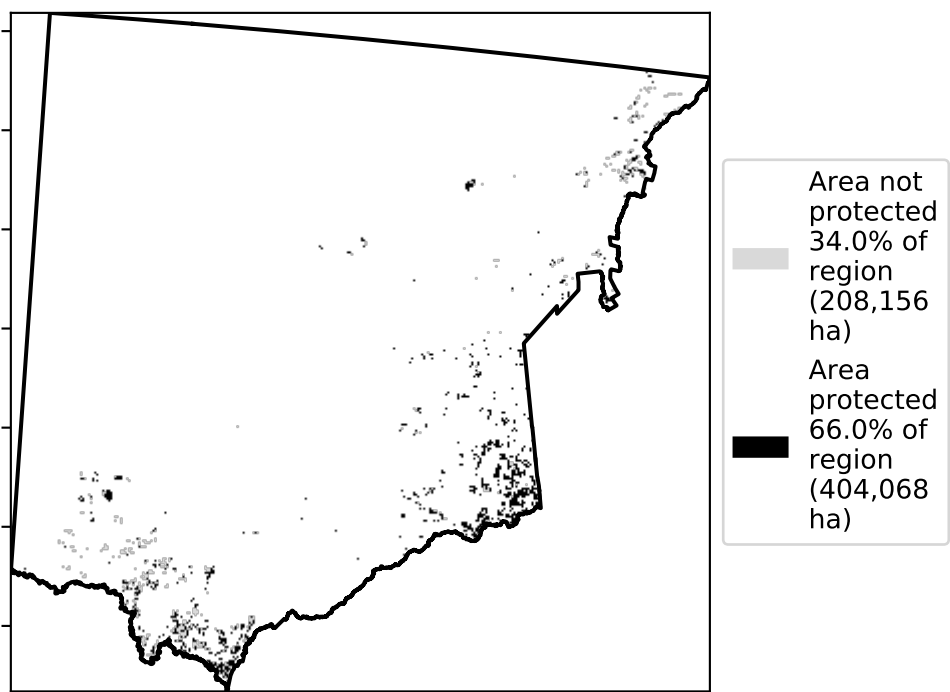 Area not
protected
34.0% of
region
(208,156
ha)
Area
protected
66.0% of
region
(404,068
ha)